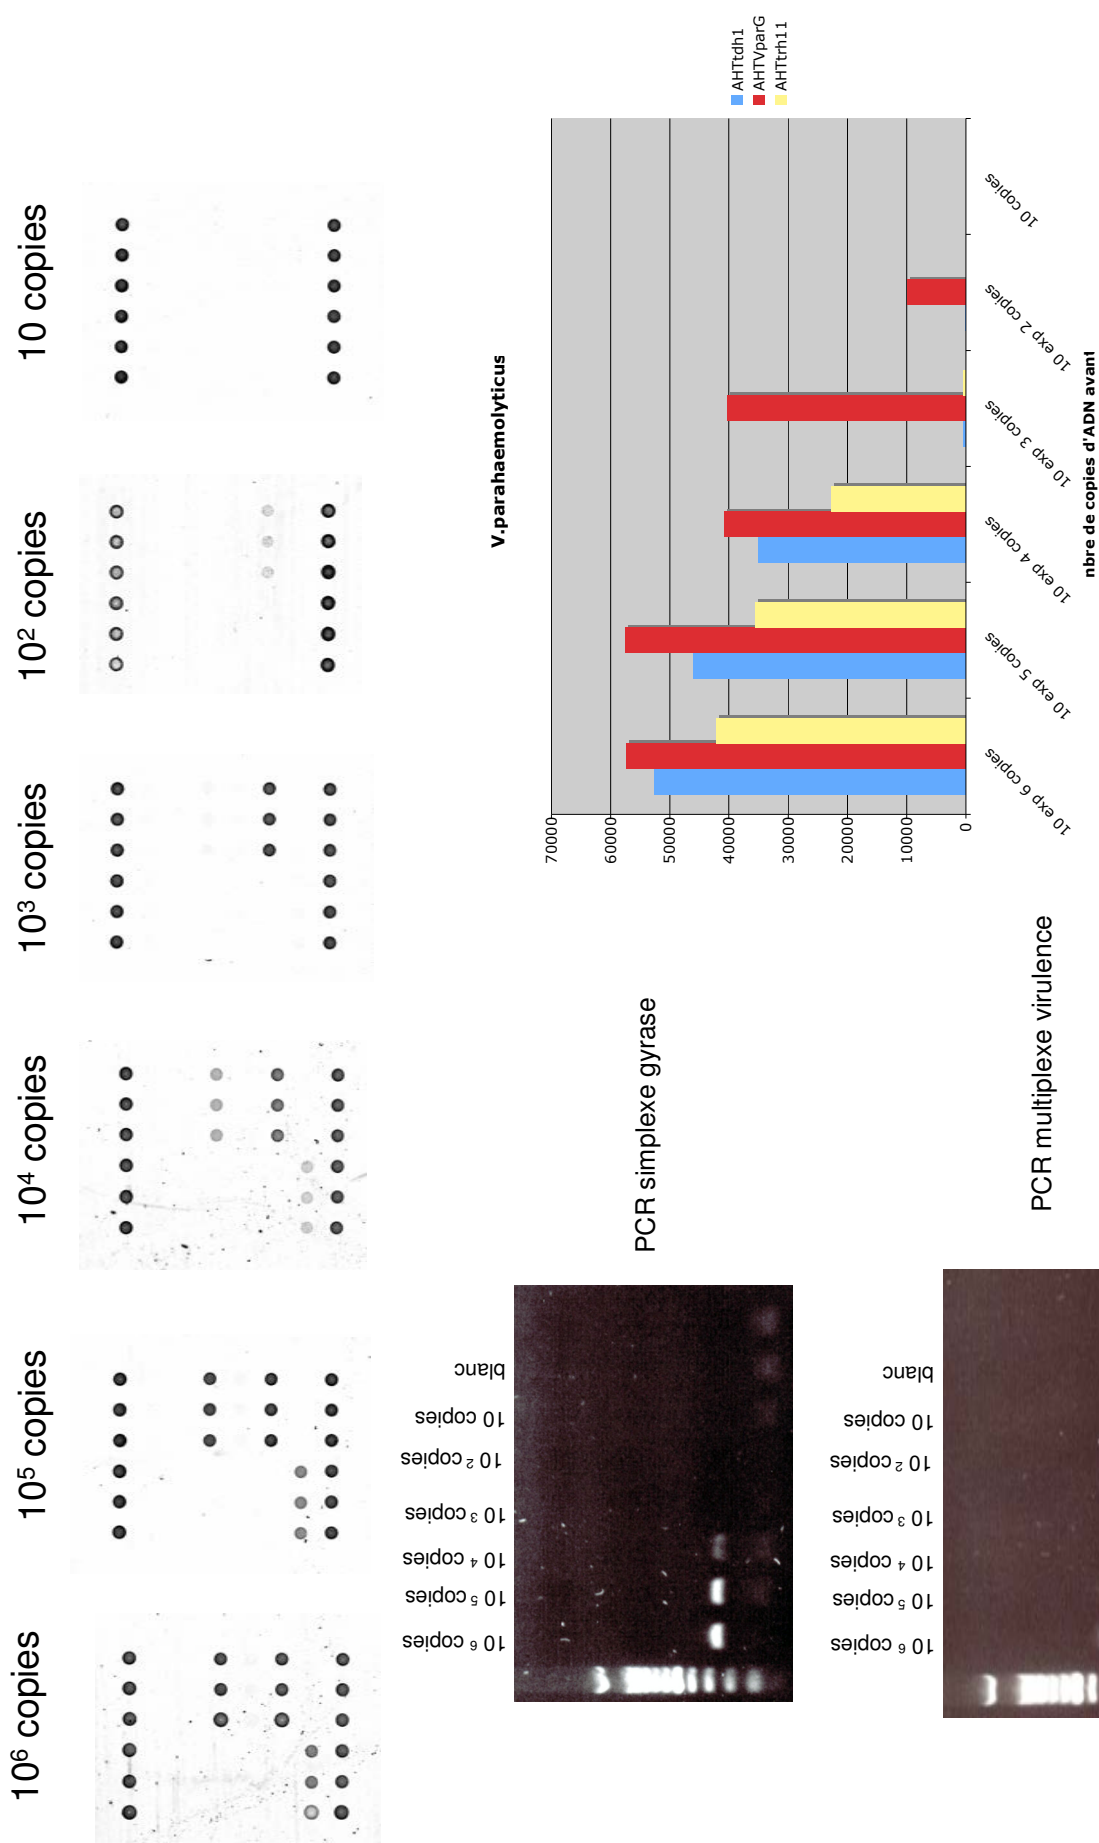 10⁶ copies
10⁵ copies
10⁴ copies
10³ copies
10² copies
10 copies
10 ⁶ copies
10 ⁵ copies
10 ⁴ copies
10 ³ copies
10 ² copies
10 copies
blanc
PCR simplexe gyrase
10 ⁶ copies
10 ⁵ copies
10 ⁴ copies
10 ³ copies
10 ² copies
10 copies
blanc
PCR multiplexe virulence
V.parahaemolyticus
70000
60000
50000
40000
30000
20000
10000
0
10 exp 6 copies
10 exp 5 copies
10 exp 4 copies
10 exp 3 copies
10 exp 2 copies
10 copies
nbre de copies d'ADN avant
AHTtdh1
AHTVparG
AHTtrh11